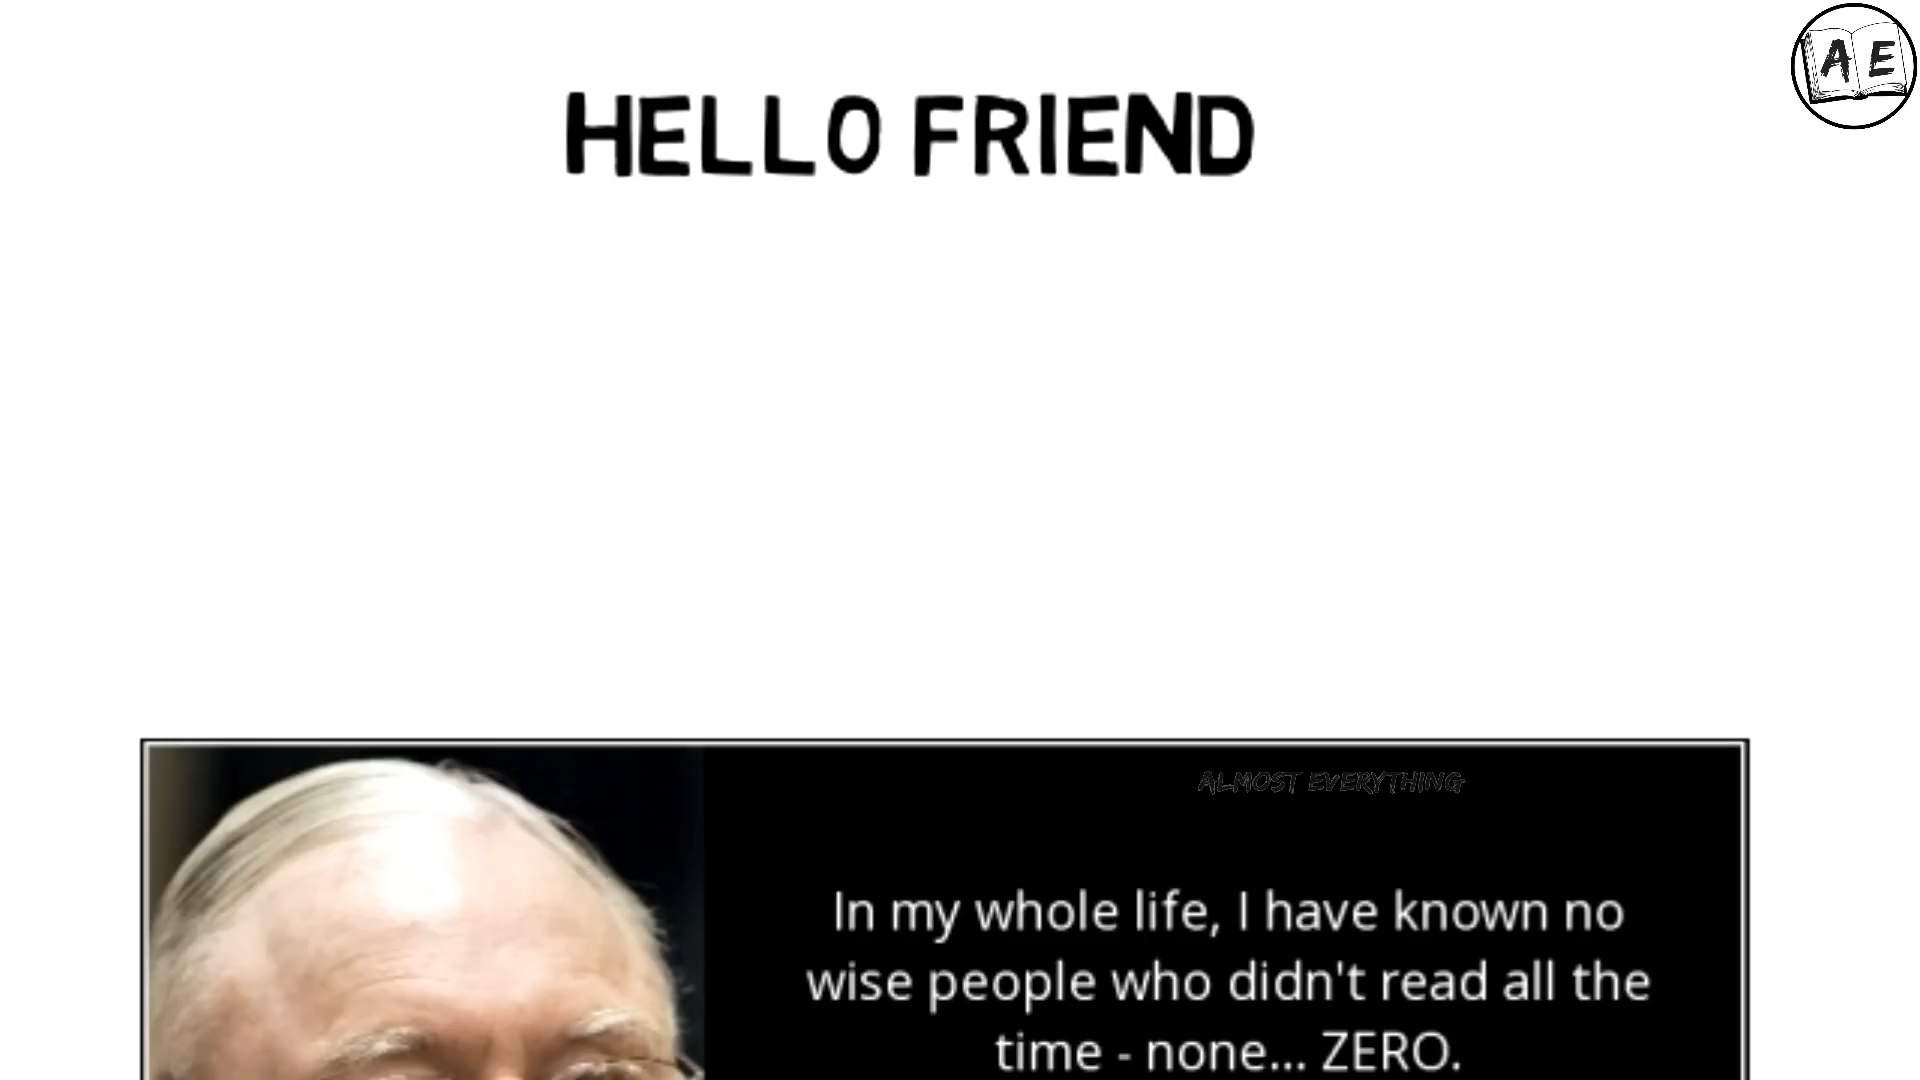 A E
HELLO FRIEND
ALMOST EVERYTHING
In my whole life, I have known no
wise people who didn't read all the
time - none... ZERO.